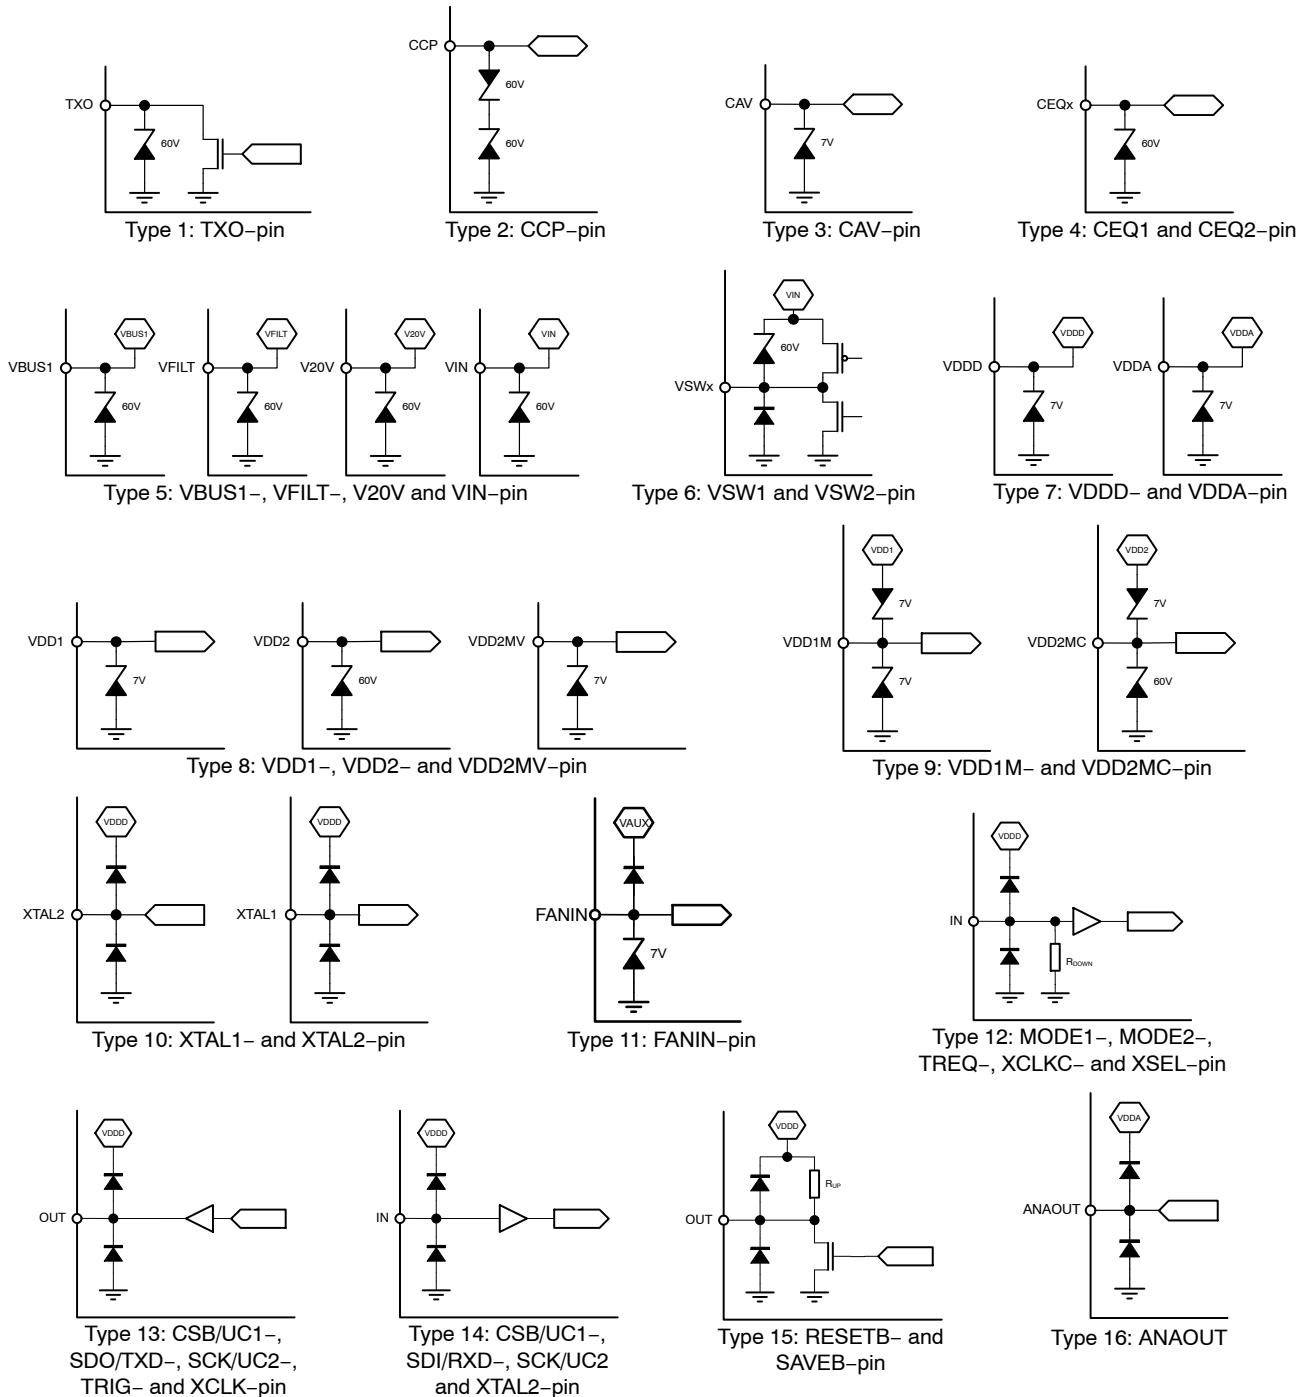 CCP
60V
60V
TXO
60V
CAV
7V
CEQx
60V
Type 1: TXO−pin
Type 2: CCP−pin
Type 3: CAV−pin
Type 4: CEQ1 and CEQ2−pin
VBUS1
VBUS1
60V
VFILT
VFILT
60V
V20V
V20V
60V
VIN
VIN
60V
VIN
60V
VSWx
VDDD
VDDD
7V
VDDA
VDDA
7V
Type 5: VBUS1−, VFILT−, V20V and VIN−pin
Type 6: VSW1 and VSW2−pin
Type 7: VDDD− and VDDA−pin
VDD1
7V
VDD2
60V
VDD2MV
7V
VDD1
7V
VDD1M
7V
VDD2
7V
VDD2MC
60V
Type 8: VDD1−, VDD2− and VDD2MV−pin
Type 9: VDD1M− and VDD2MC−pin
VDDD
XTAL2
VDDD
XTAL1
VAUX
FANIN
7V
VDDD
IN
RDOWN
Type 10: XTAL1− and XTAL2−pin
Type 11: FANIN−pin
Type 12: MODE1−, MODE2−,
TREQ−, XCLKC− and XSEL−pin
VDDD
OUT
VDDD
IN
VDDD
RUP
OUT
VDDA
ANAOUT
Type 13: CSB/UC1−,
SDO/TXD−, SCK/UC2−,
TRIG− and XCLK−pin
Type 14: CSB/UC1−,
SDI/RXD−, SCK/UC2
and XTAL2−pin
Type 15: RESETB− and
SAVEB−pin
Type 16: ANAOUT